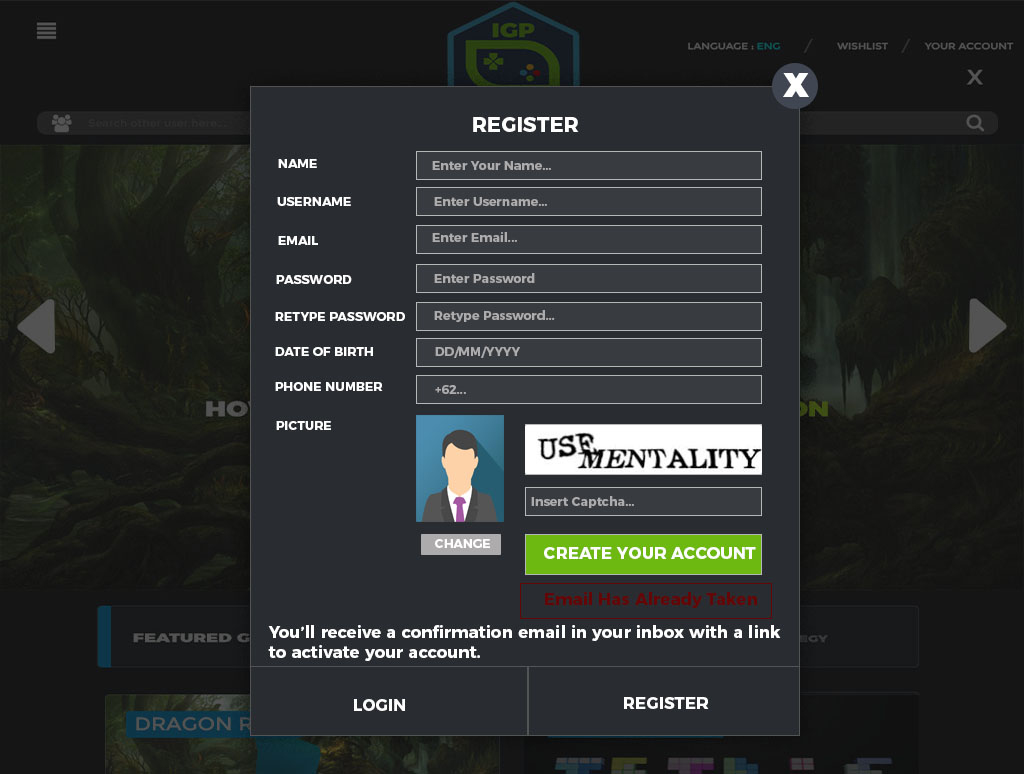 IGP
LANGUAGE : ENG / WISHLIST / YOUR ACCOUNT
X
X
Search other user here...
REGISTER
NAME
Enter Your Name...
USERNAME
Enter Username...
EMAIL
Enter Email...
PASSWORD
Enter Password
RETYPE PASSWORD
Retype Password...
DATE OF BIRTH
DD/MM/YYYY
PHONE NUMBER
+62...
PICTURE
USE MENTALITY
Insert Captcha...
CHANGE
CREATE YOUR ACCOUNT
Email Has Already Taken
FEATURED G
You'll receive a confirmation email in your inbox with a link
to activate your account.
LOGIN
REGISTER
DRAGON R